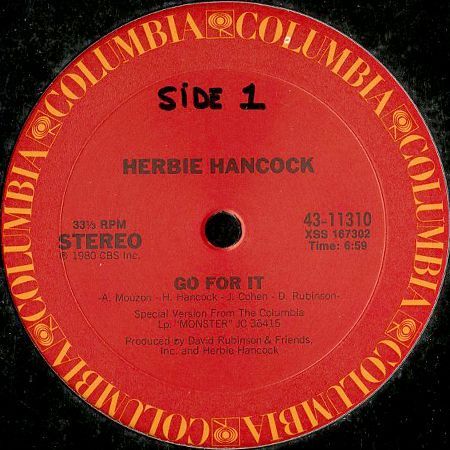 COLUMBIA COLUMBIA COLUMBIA COLUMBIA COLUMBIA COLUMBIA
SiDE 1
HERBIE HANCOCK
33⅓ RPM
STEREO
℗ 1980 CBS Inc.
43-11310
XSS 167302
Time: 6:59
GO FOR IT
-A. Mouzon -H. Hancock - J. Cohen - D. Rubinson-
Special Version From The Columbia
Lp: "MONSTER" JC 36415
Produced by David Rubinson & Friends,
Inc. and Herbie Hancock